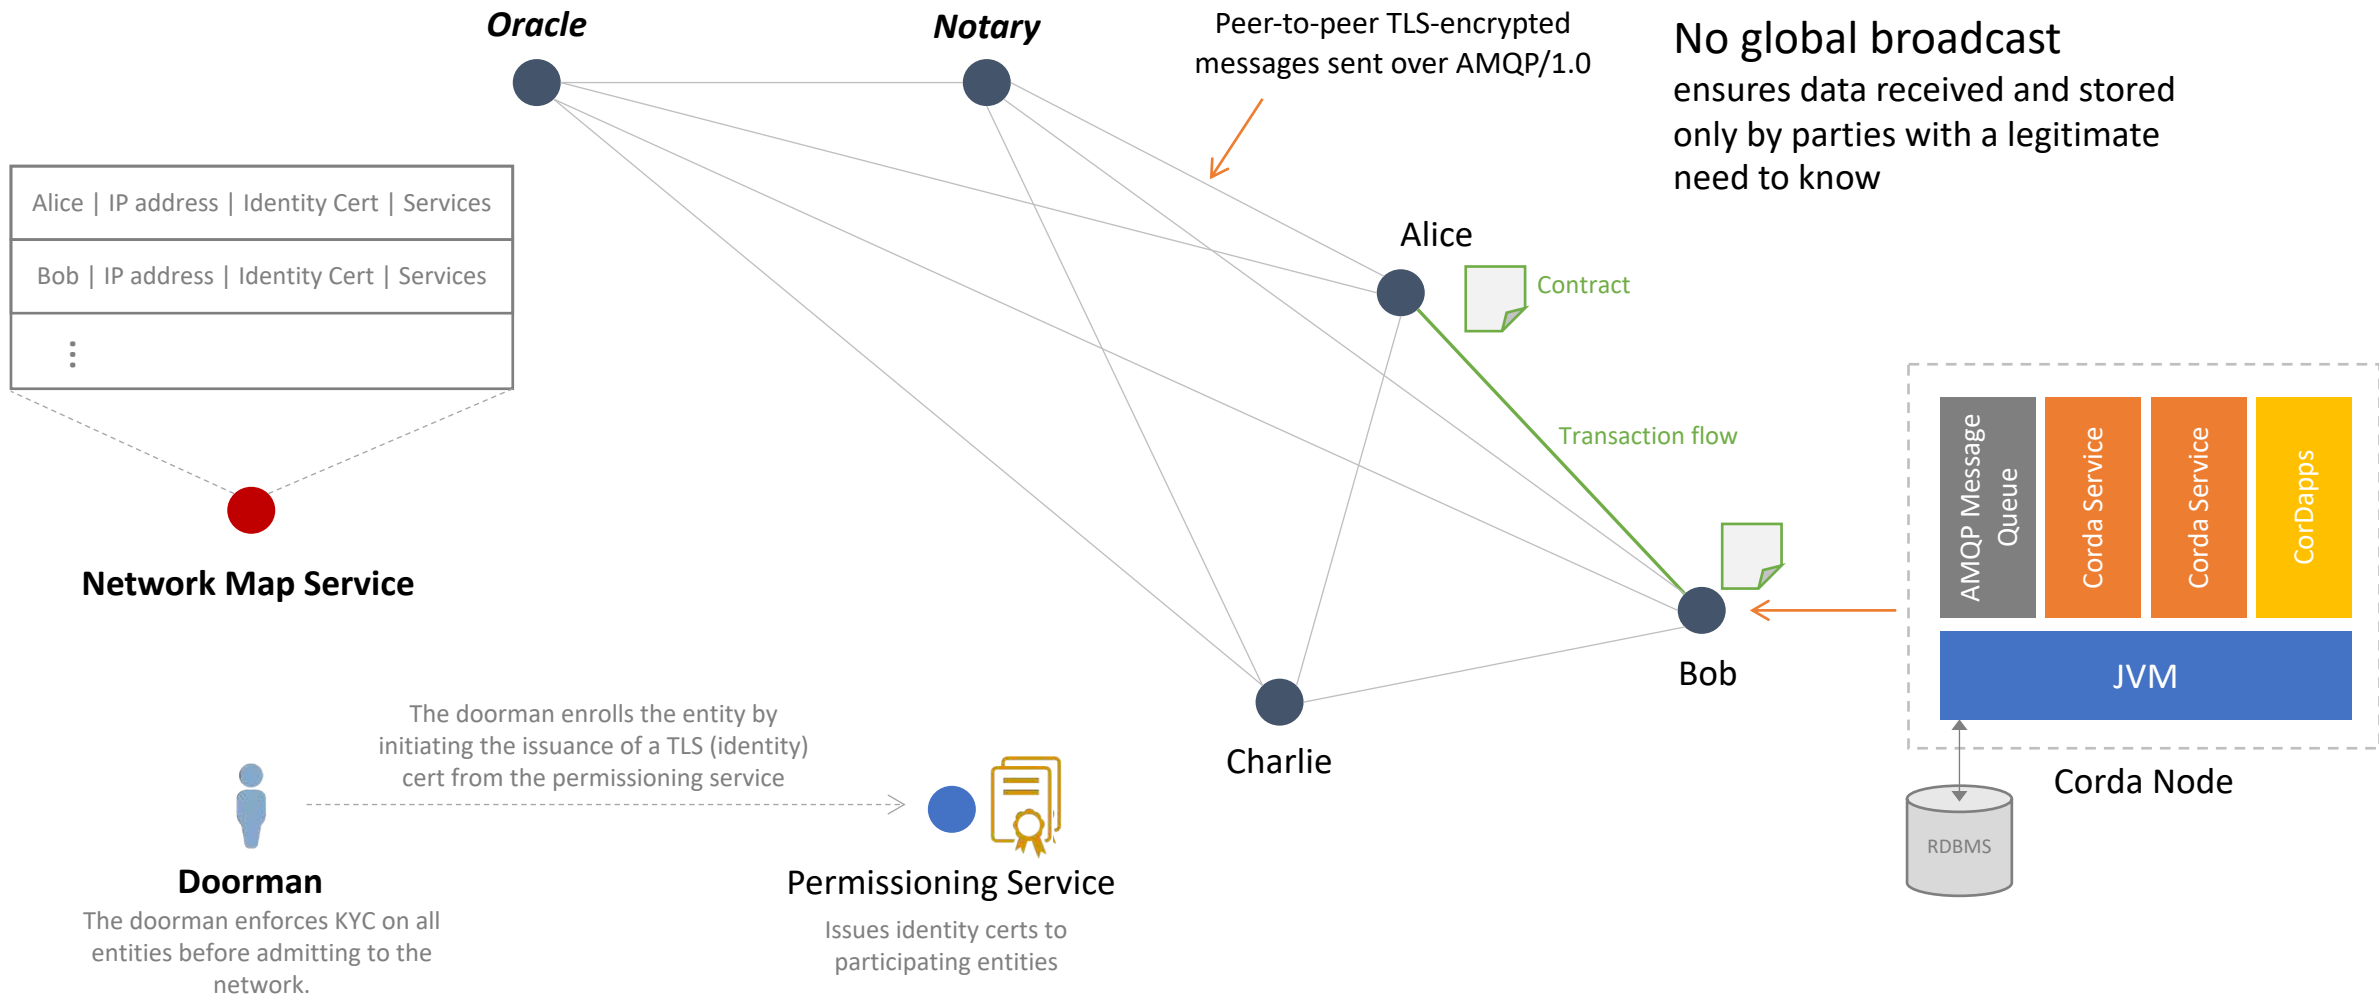 Oracle
Notary
Peer-to-peer TLS-encrypted
messages sent over AMQP/1.0
No global broadcast
ensures data received and stored
only by parties with a legitimate
need to know
Alice | IP address | Identity Cert | Services
Bob | IP address | Identity Cert | Services
⋮
Network Map Service
Alice
Contract
Transaction flow
Bob
Charlie
AMQP Message
Queue
Corda Service
Corda Service
CorDapps
JVM
Corda Node
RDBMS
The doorman enrolls the entity by
initiating the issuance of a TLS (identity)
cert from the permissioning service
Doorman
The doorman enforces KYC on all
entities before admitting to the
network.
Permissioning Service
Issues identity certs to
participating entities